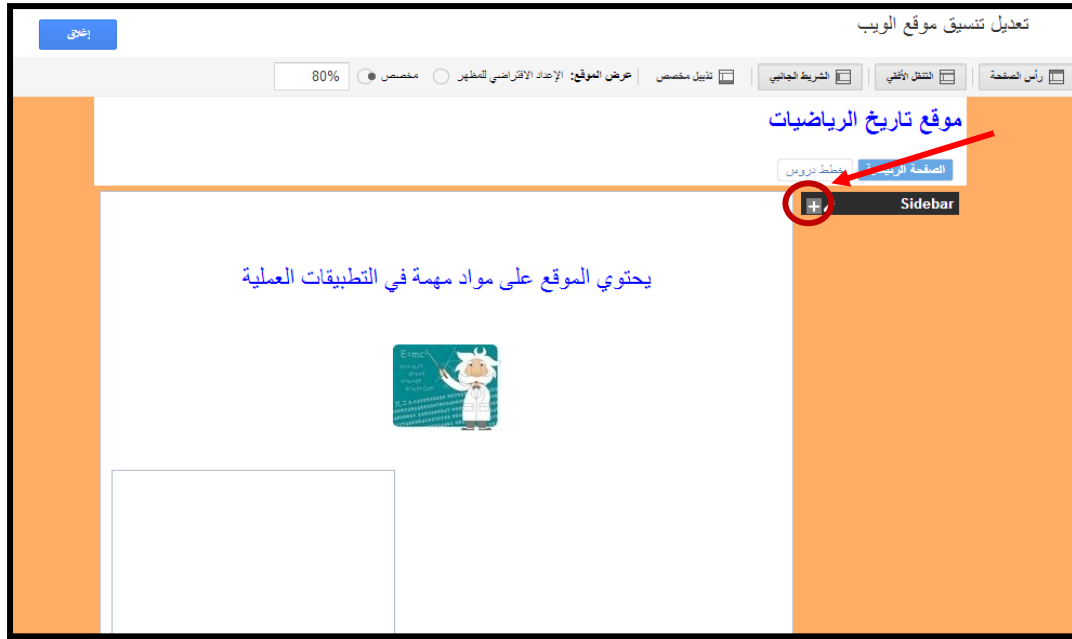 تعديل تنسيق موقع الويب
إغلاق
رأس الصفحة التنقل الأفقي الشريط الجانبي تذييل مخصص عرض الموقع: الإعداد الافتراضي للمظهر مخصص 80%
موقع تاريخ الرياضيات
الصفحة الرئيسية خطط دروس
Sidebar
يحتوي الموقع على مواد مهمة في التطبيقات العملية
E=mc²